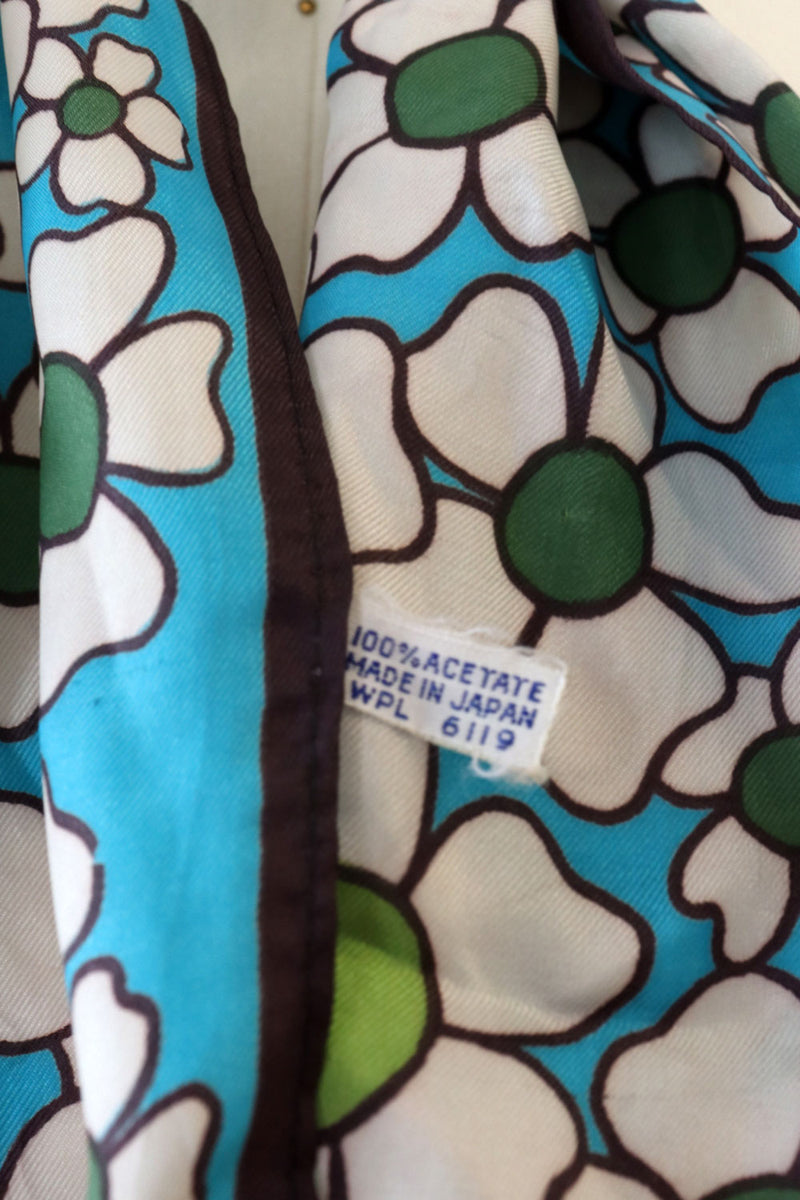 100% ACETATE
MADE IN JAPAN
WPL 6119